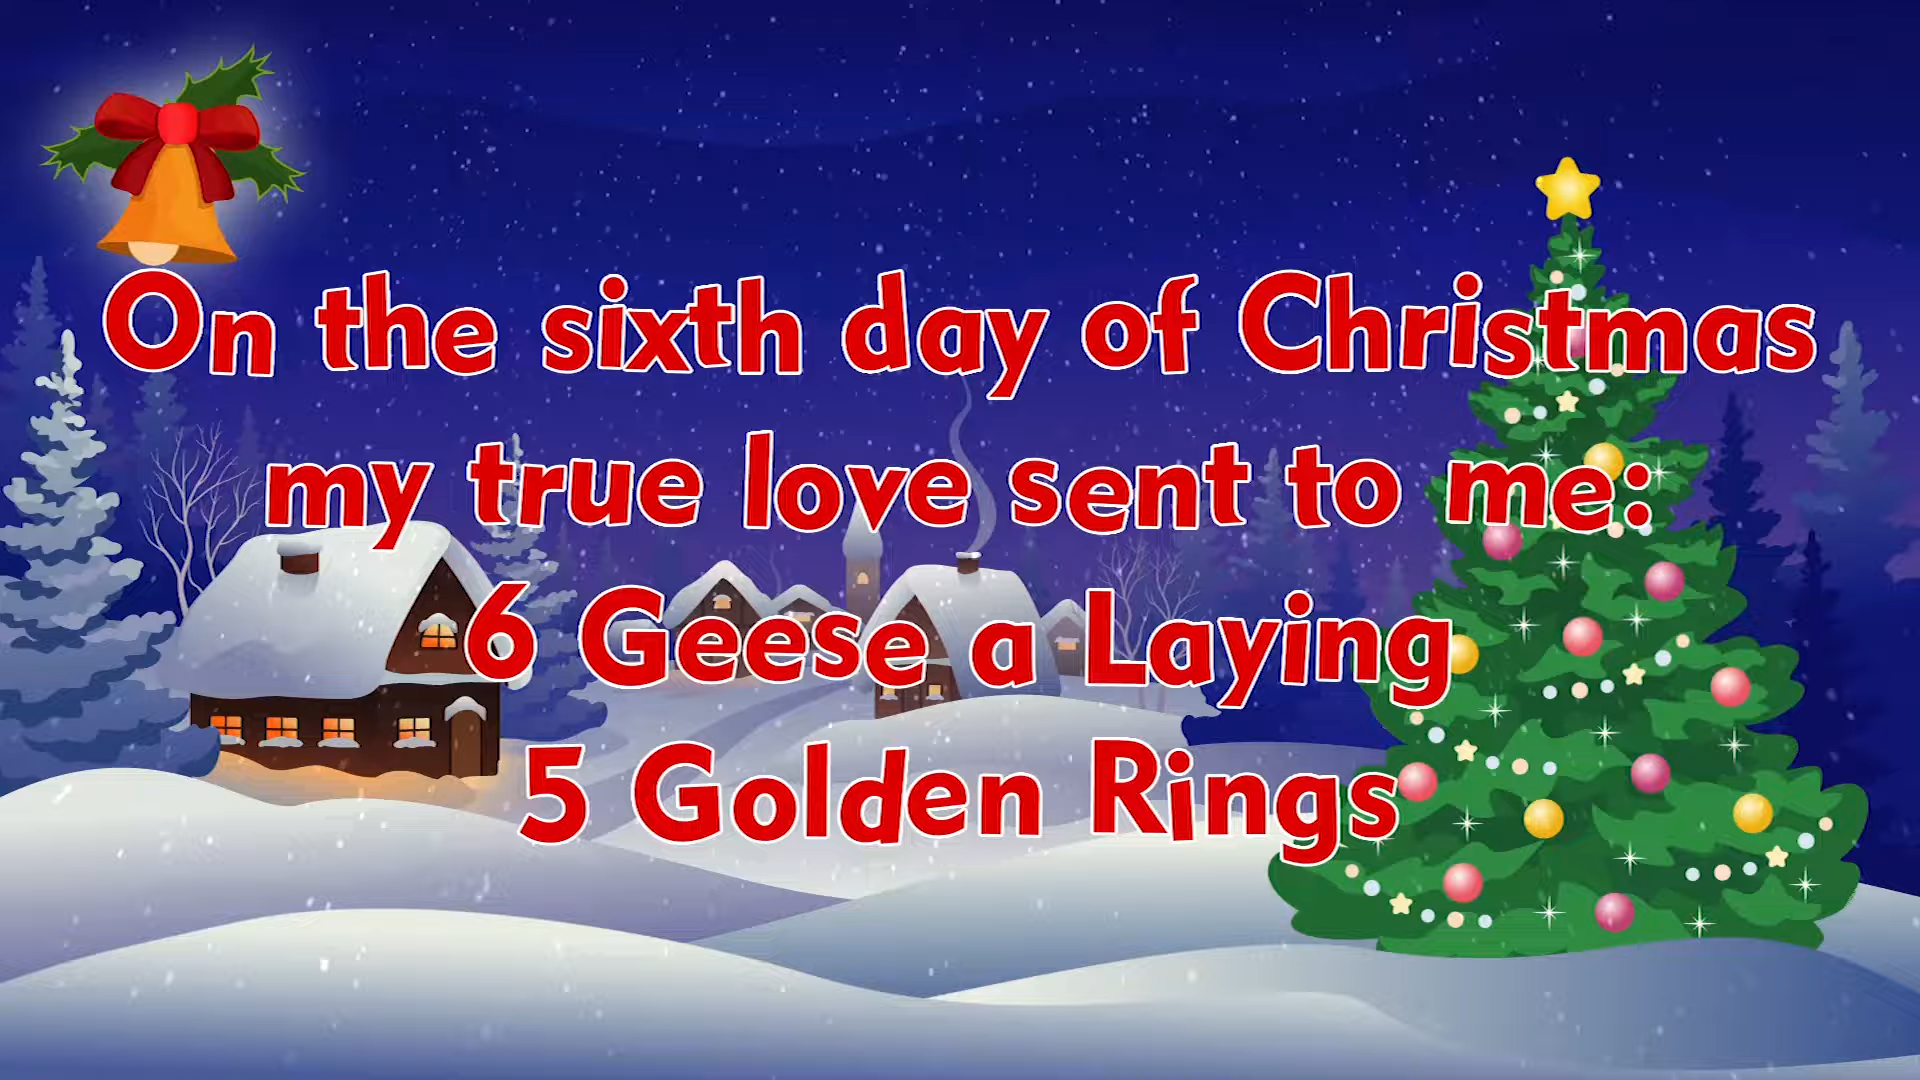 On the sixth day of Christmas
my true love sent to me:
6 Geese a Laying
5 Golden Rings